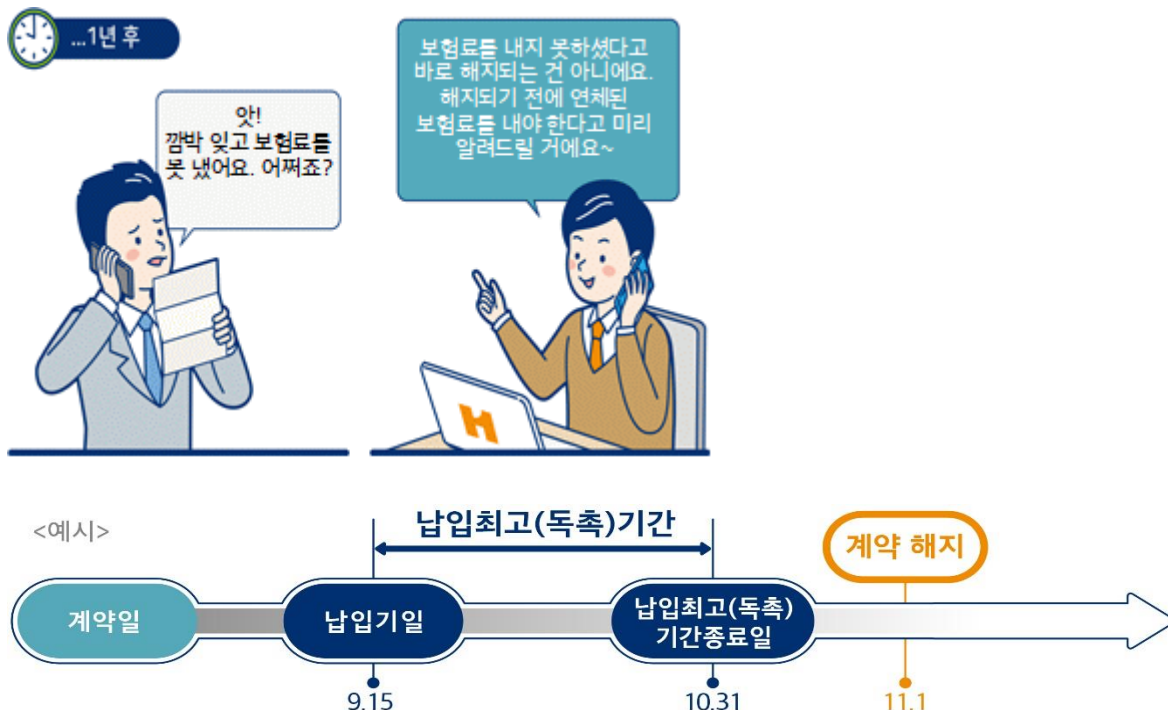 ...1년 후
앗!
깜박 잊고 보험료를
못 냈어요. 어쩌죠?
보험료를 내지 못하셨다고
바로 해지되는 건 아니에요.
해지되기 전에 연체된
보험료를 내야 한다고 미리
알려드릴 거에요~
<예시>
납입최고(독촉)기간
계약 해지
계약일
납입기일
납입최고(독촉)
기간종료일
9.15
10.31
11.1